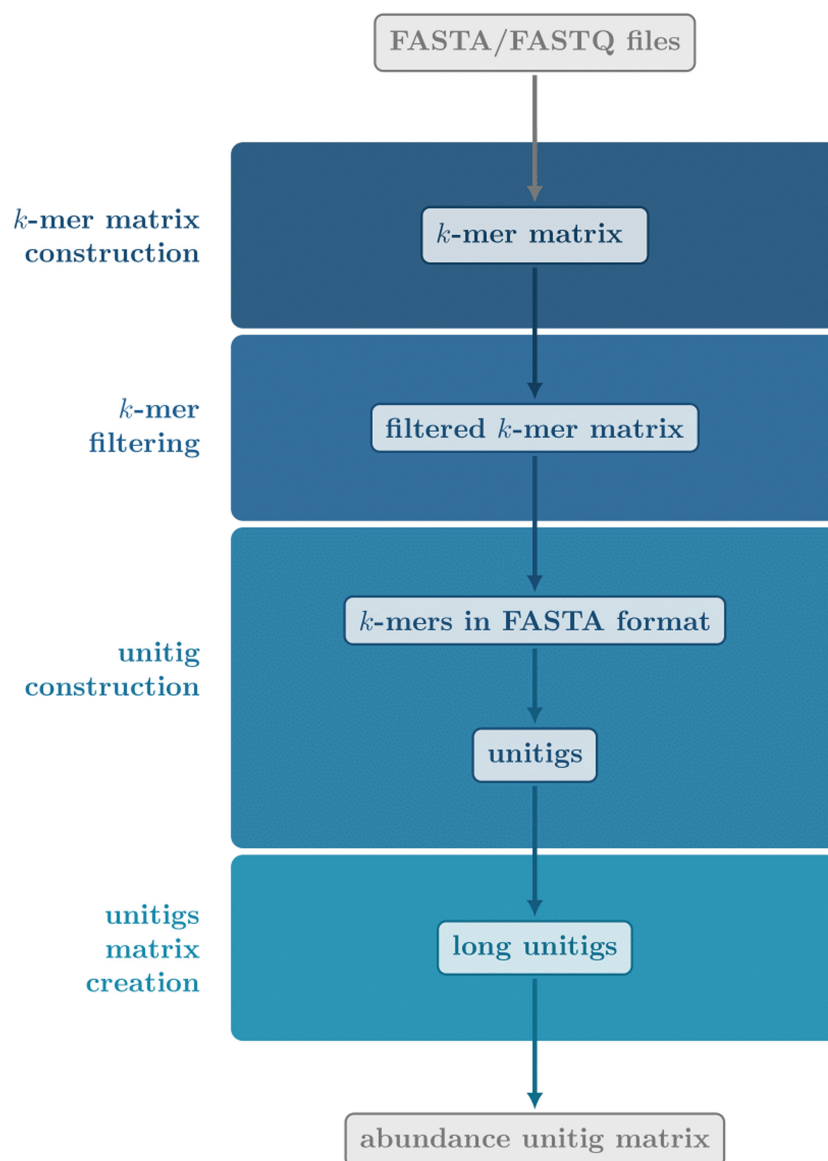 FASTA/FASTQ files
k-mer matrix
construction
k-mer matrix
k-mer
filtering
filtered k-mer matrix
k-mers in FASTA format
unitig
construction
unitigs
unitigs
matrix
creation
long unitigs
abundance unitig matrix